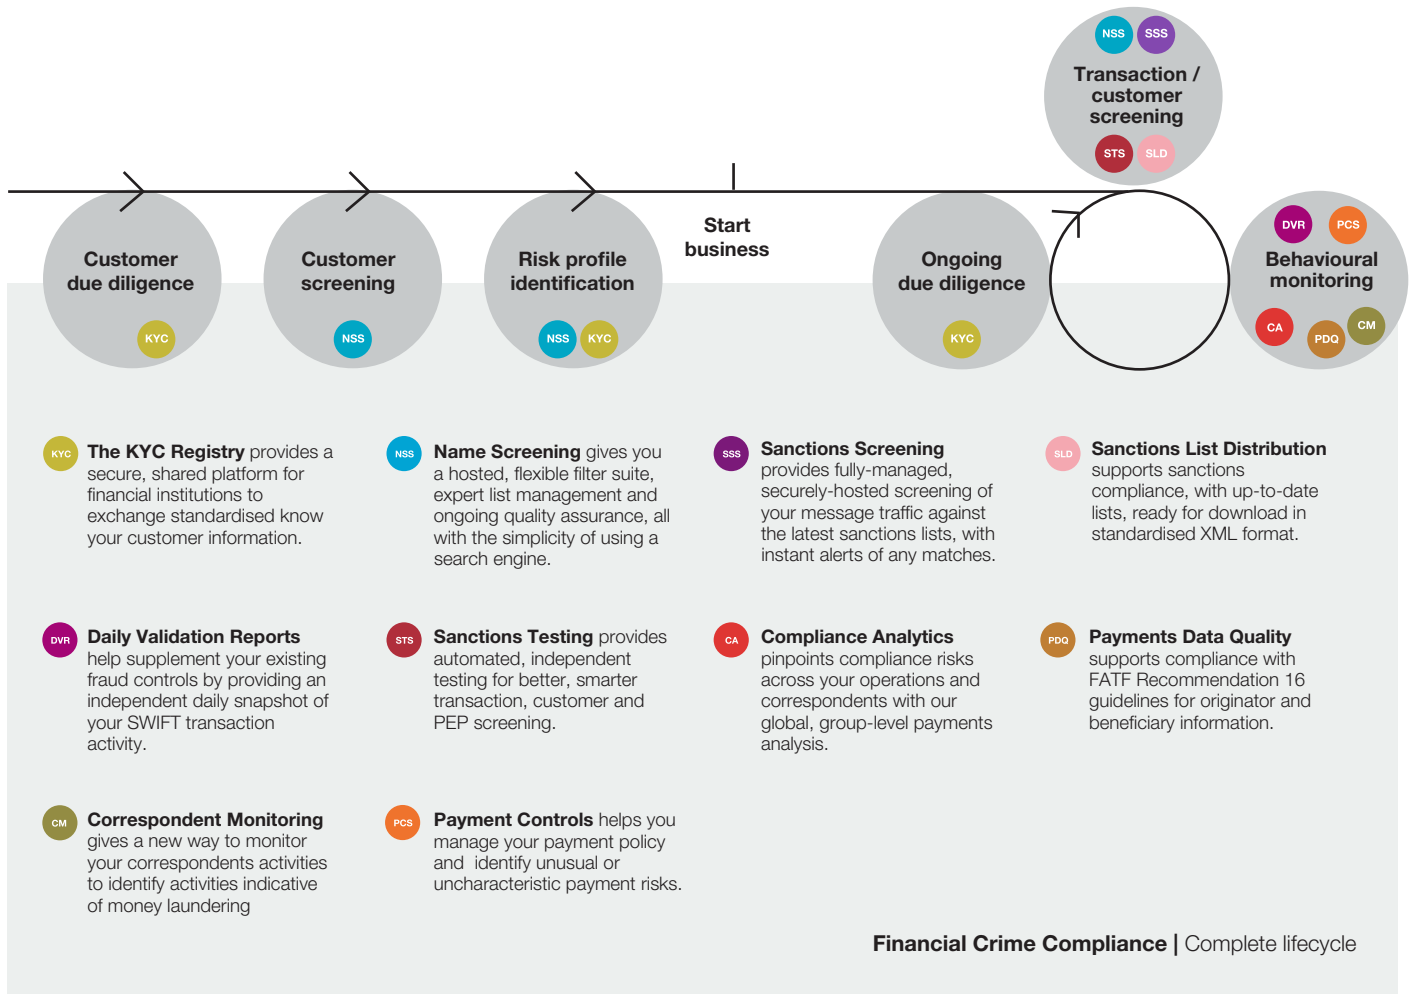 NSS SSS
Transaction /
customer
screening
STS SLD
Customer
due diligence
KYC
Customer
screening
NSS
Risk profile
identification
NSS KYC
Start
business
Ongoing
due diligence
KYC
DVR PCS
Behavioural
monitoring
CA PDQ CM
KYC
The KYC Registry provides a
secure, shared platform for
financial institutions to
exchange standardised know
your customer information.
NSS
Name Screening gives you
a hosted, flexible filter suite,
expert list management and
ongoing quality assurance, all
with the simplicity of using a
search engine.
SSS
Sanctions Screening
provides fully-managed,
securely-hosted screening of
your message traffic against
the latest sanctions lists, with
instant alerts of any matches.
SLD
Sanctions List Distribution
supports sanctions
compliance, with up-to-date
lists, ready for download in
standardised XML format.
DVR
Daily Validation Reports
help supplement your existing
fraud controls by providing an
independent daily snapshot of
your SWIFT transaction
activity.
STS
Sanctions Testing provides
automated, independent
testing for better, smarter
transaction, customer and
PEP screening.
CA
Compliance Analytics
pinpoints compliance risks
across your operations and
correspondents with our
global, group-level payments
analysis.
PDQ
Payments Data Quality
supports compliance with
FATF Recommendation 16
guidelines for originator and
beneficiary information.
CM
Correspondent Monitoring
gives a new way to monitor
your correspondents activities
to identify activities indicative
of money laundering
PCS
Payment Controls helps you
manage your payment policy
and identify unusual or
uncharacteristic payment risks.
Financial Crime Compliance | Complete lifecycle